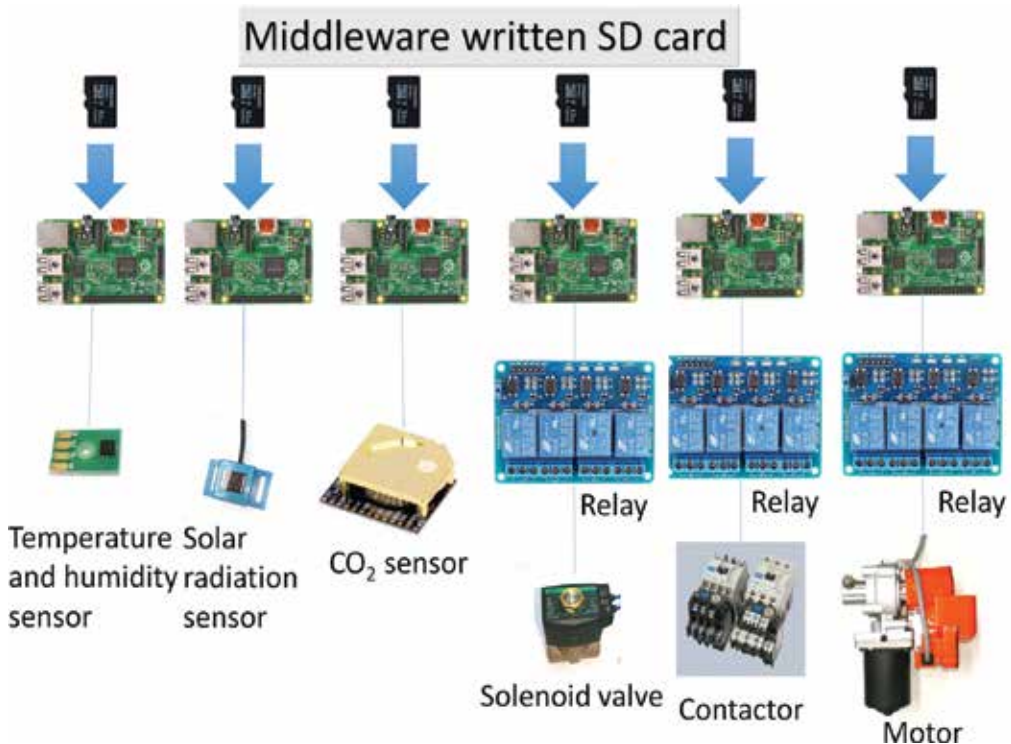 Middleware written SD card
Relay
Relay
Relay
Temperature
and humidity
sensor
Solar
radiation
sensor
CO₂ sensor
Solenoid valve
Contactor
Motor